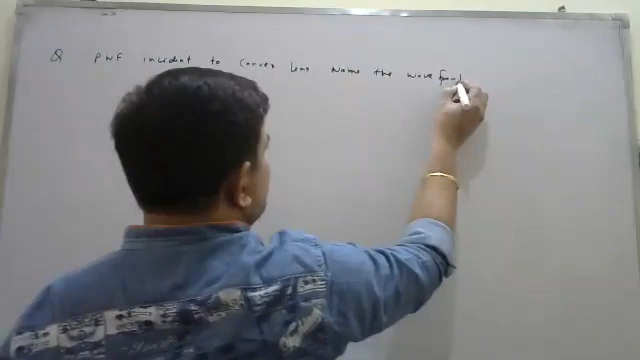 Q PWF incident to convex lens Name the wave front